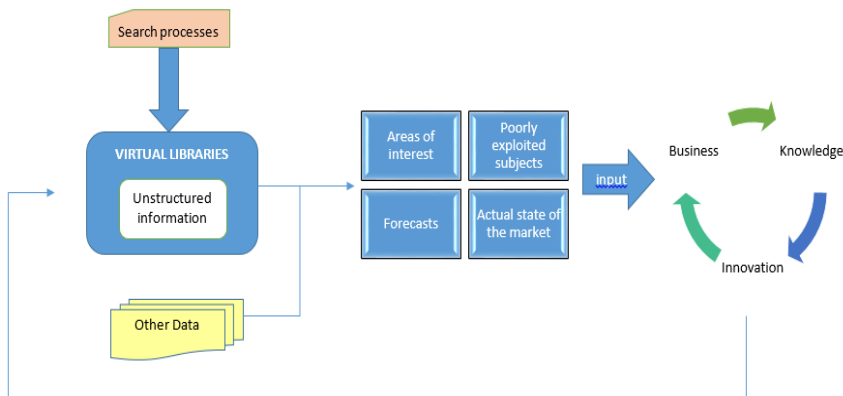 Search processes
VIRTUAL LIBRARIES
Unstructured
information
Other Data
Areas of
interest
Poorly
exploited
subjects
Forecasts
Actual state of
the market
input
Business
Knowledge
Innovation